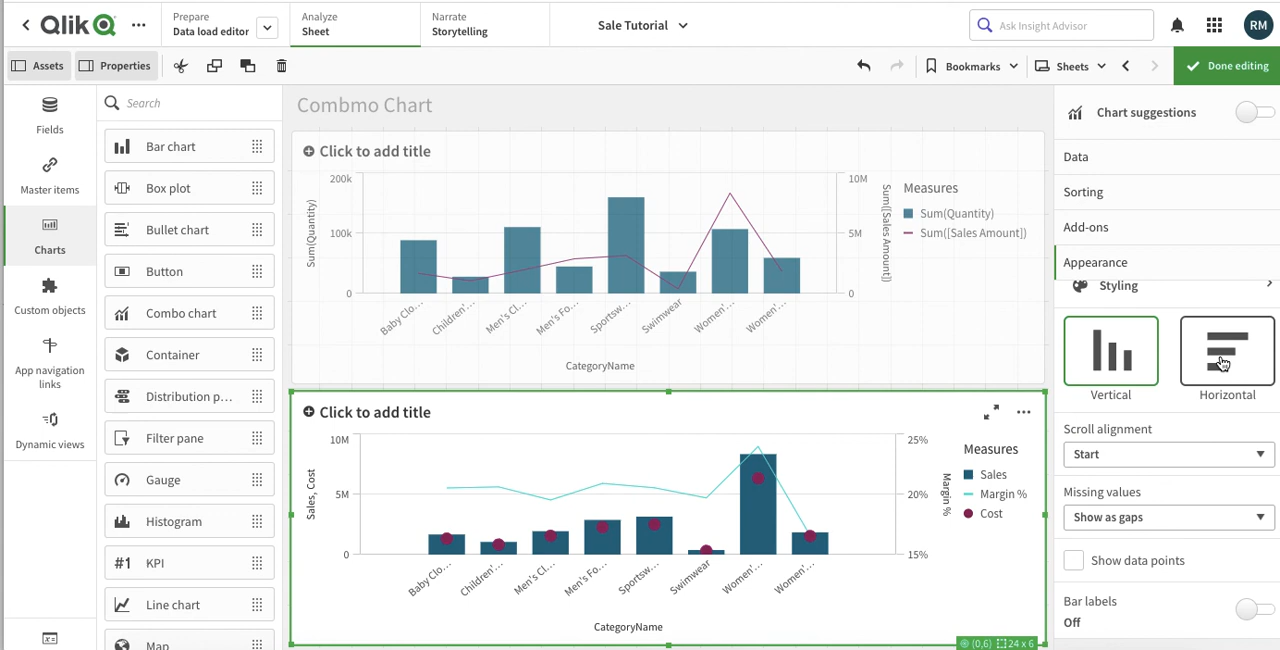 Qlik
Prepare
Data load editor
Analyze
Sheet
Narrate
Storytelling
Sale Tutorial
Ask Insight Advisor
RM
Assets
Properties
Bookmarks
Sheets
Done editing
Fields
Master items
Charts
Custom objects
App navigation
links
Dynamic views
Search
Bar chart
Box plot
Bullet chart
Button
Combo chart
Container
Distribution p...
Filter pane
Gauge
Histogram
#1 KPI
Line chart
Map
Combmo Chart
Click to add title
200k
100k
0
Sum(Quantity)
10M
5M
0
Sum([Sales Amount])
Baby Clo...
Children'...
Men's Cl...
Men's Fo...
Sportsw...
Swimwear
Women'...
Women'...
CategoryName
Measures
Sum(Quantity)
Sum([Sales Amount])
Click to add title
10M
5M
0
Sales, Cost
25%
20%
15%
Margin %
Baby Clo...
Children'...
Men's Cl...
Men's Fo...
Sportsw...
Swimwear
Women'...
Women'...
CategoryName
Measures
Sales
Margin %
Cost
(0,6) 24 x 6
Chart suggestions
Data
Sorting
Add-ons
Appearance
Styling
Vertical
Horizontal
Scroll alignment
Start
Missing values
Show as gaps
Show data points
Bar labels
Off